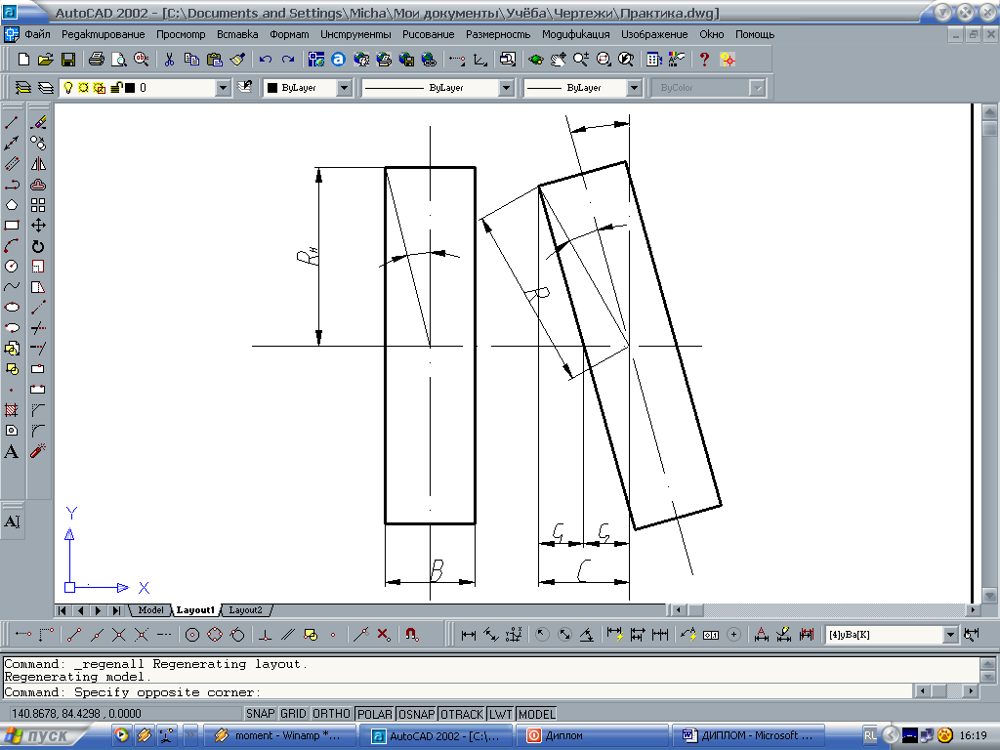 AutoCAD 2002 - [C:\Documents and Settings\Micha\Мои документы\Учёба\Чертежи\Практика.dwg]
Файл Редактирование Просмотр Вставка Формат Инструменты Рисование Размерность Модификация Изображение Окно Помощь
0 ByLayer ByLayer ByLayer ByColor
Rн
R
B
C
Y
X
Model Layout1 Layout2
[4]уВа[К]
Command: _regenall Regenerating layout.
Regenerating model.
Command: Specify opposite corner:
140.8678, 84.4298 , 0.0000 SNAP GRID ORTHO POLAR OSNAP OTRACK LWT MODEL
пуск moment - Winamp *... AutoCAD 2002 - [C:\... Диплом ДИПЛОМ - Microsoft ... RL 16:19